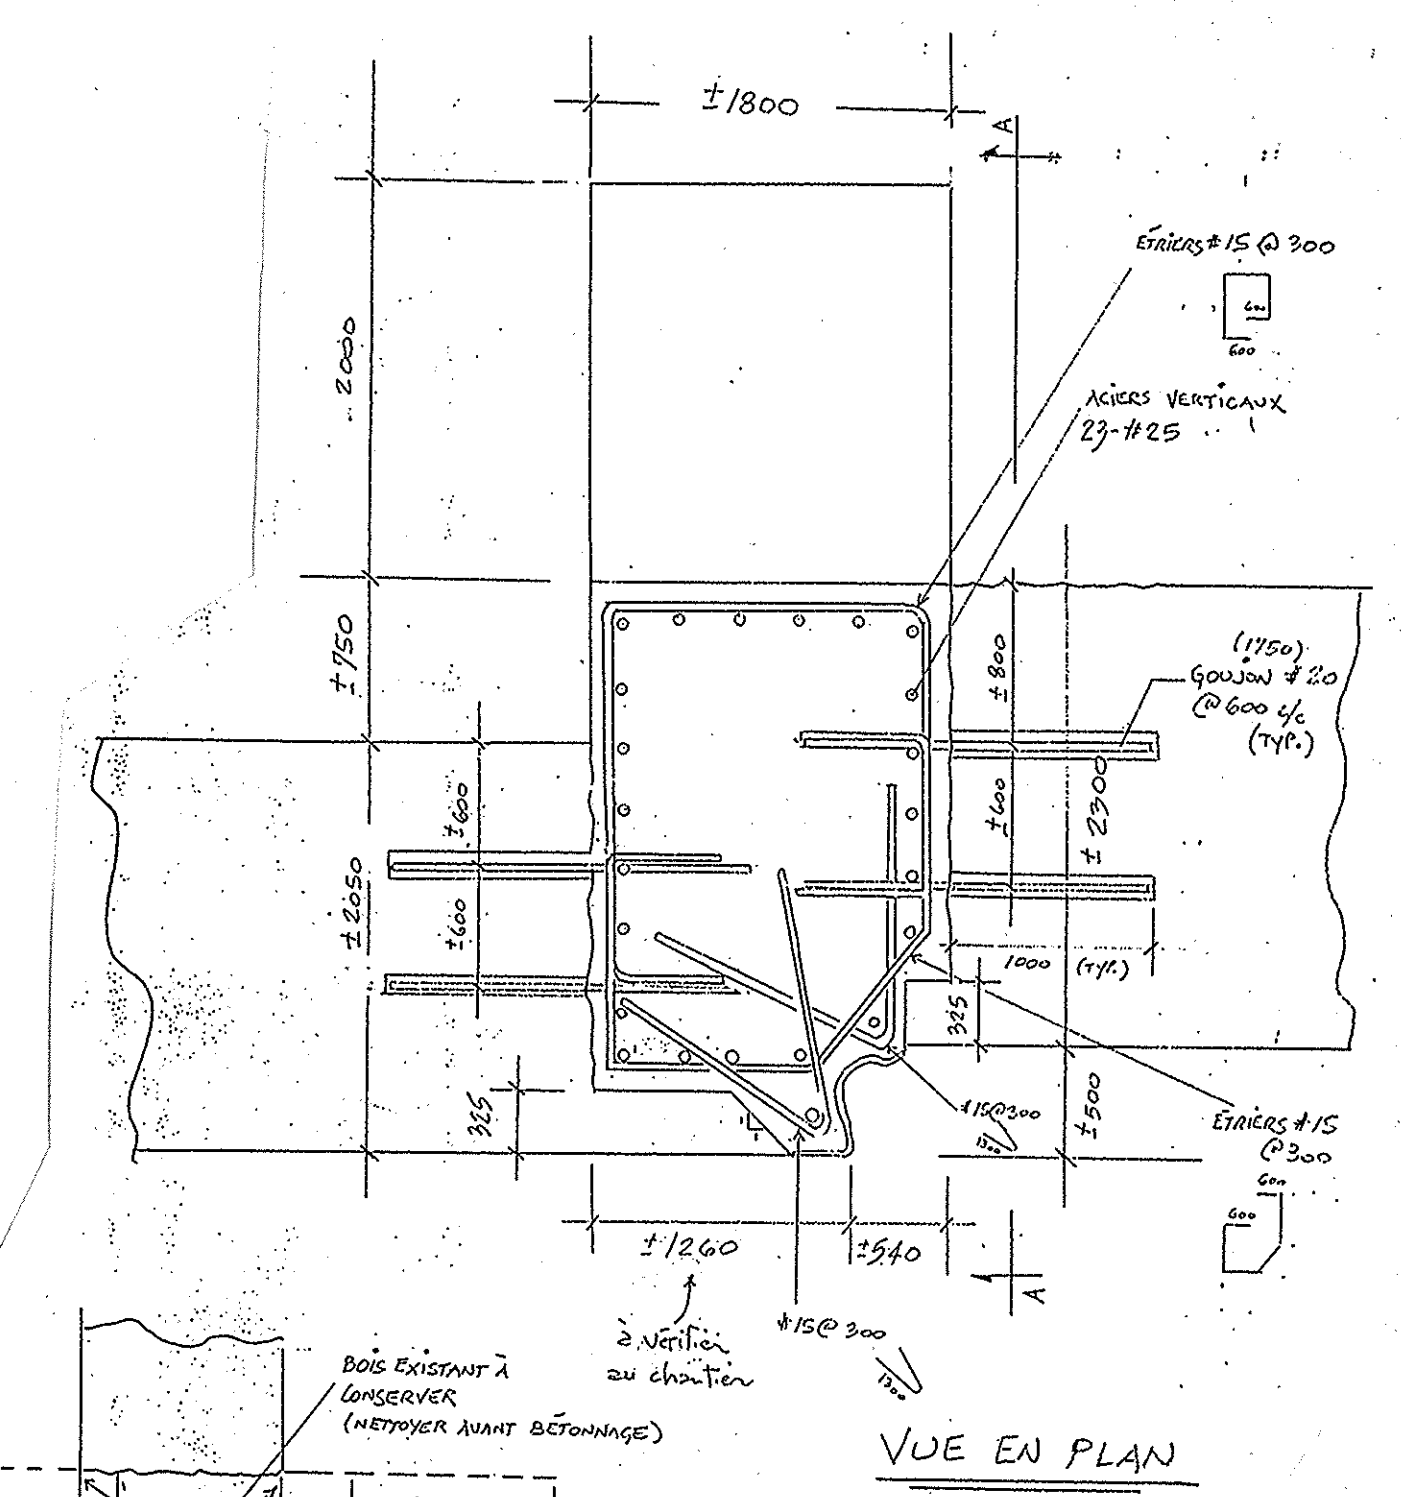 ±1800
A
ÉTRIERS #15 @ 300
600
600
2000
ACIERS VERTICAUX
23-#25
±750
±800
(1750)
GOUJON #20
@ 600 c/c
(TYP.)
±600
±600
±2300
±2050
±600
1000 (TYP.)
325
325
#15@300
1300
±500
ÉTRIERS #15
@300
600
600
±1260
±540
A
à vérifier
au chantier
#15@300
1300
BOIS EXISTANT À
CONSERVER
(NETTOYER AVANT BÉTONNAGE)
VUE EN PLAN